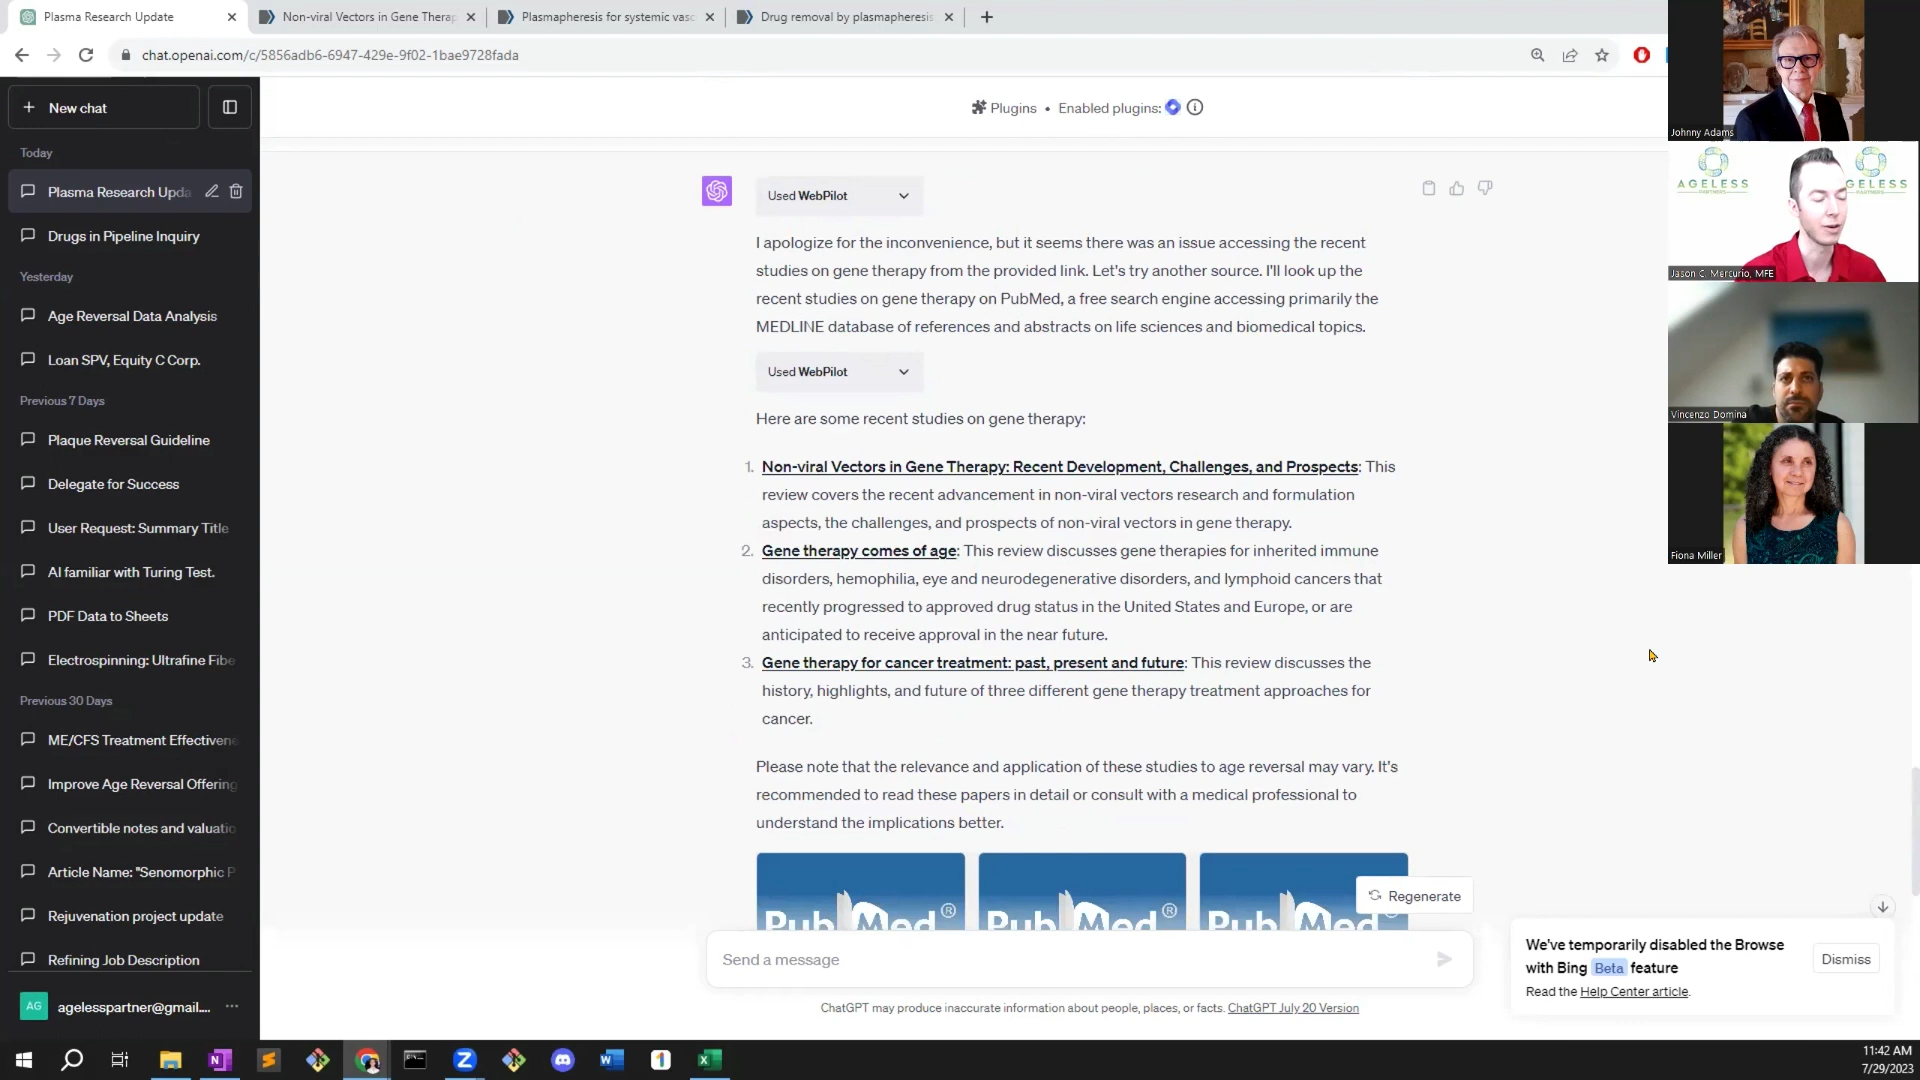 Plasma Research Update
Non-viral Vectors in Gene Therap
Plasmapheresis for systemic vasc
Drug removal by plasmapheresis
chat.openai.com/c/5856adb6-6947-429e-9f02-1bae9728fada
New chat
Today
Plasma Research Upda
Drugs in Pipeline Inquiry
Yesterday
Age Reversal Data Analysis
Loan SPV, Equity C Corp.
Previous 7 Days
Plaque Reversal Guideline
Delegate for Success
User Request: Summary Title
AI familiar with Turing Test.
PDF Data to Sheets
Electrospinning: Ultrafine Fibe
Previous 30 Days
ME/CFS Treatment Effectivene
Improve Age Reversal Offering
Convertible notes and valuatio
Article Name: "Senomorphic P
Rejuvenation project update
Refining Job Description
AG
agelesspartner@gmail....
Plugins • Enabled plugins:
Used WebPilot
I apologize for the inconvenience, but it seems there was an issue accessing the recent
studies on gene therapy from the provided link. Let's try another source. I'll look up the
recent studies on gene therapy on PubMed, a free search engine accessing primarily the
MEDLINE database of references and abstracts on life sciences and biomedical topics.
Used WebPilot
Here are some recent studies on gene therapy:
1. Non-viral Vectors in Gene Therapy: Recent Development, Challenges, and Prospects: This
review covers the recent advancement in non-viral vectors research and formulation
aspects, the challenges, and prospects of non-viral vectors in gene therapy.
2. Gene therapy comes of age: This review discusses gene therapies for inherited immune
disorders, hemophilia, eye and neurodegenerative disorders, and lymphoid cancers that
recently progressed to approved drug status in the United States and Europe, or are
anticipated to receive approval in the near future.
3. Gene therapy for cancer treatment: past, present and future: This review discusses the
history, highlights, and future of three different gene therapy treatment approaches for
cancer.
Please note that the relevance and application of these studies to age reversal may vary. It's
recommended to read these papers in detail or consult with a medical professional to
understand the implications better.
PubMed®
PubMed®
PubMed
Regenerate
Send a message
ChatGPT may produce inaccurate information about people, places, or facts. ChatGPT July 20 Version
We've temporarily disabled the Browse
with Bing Beta feature
Read the Help Center article.
Dismiss
Johnny Adams
AGELESS
PARTNERS
GELESS
PARTNERS
Jason C. Mercurio, MFE
Vincenzo Domina
Fiona Miller
11:42 AM
7/29/2023